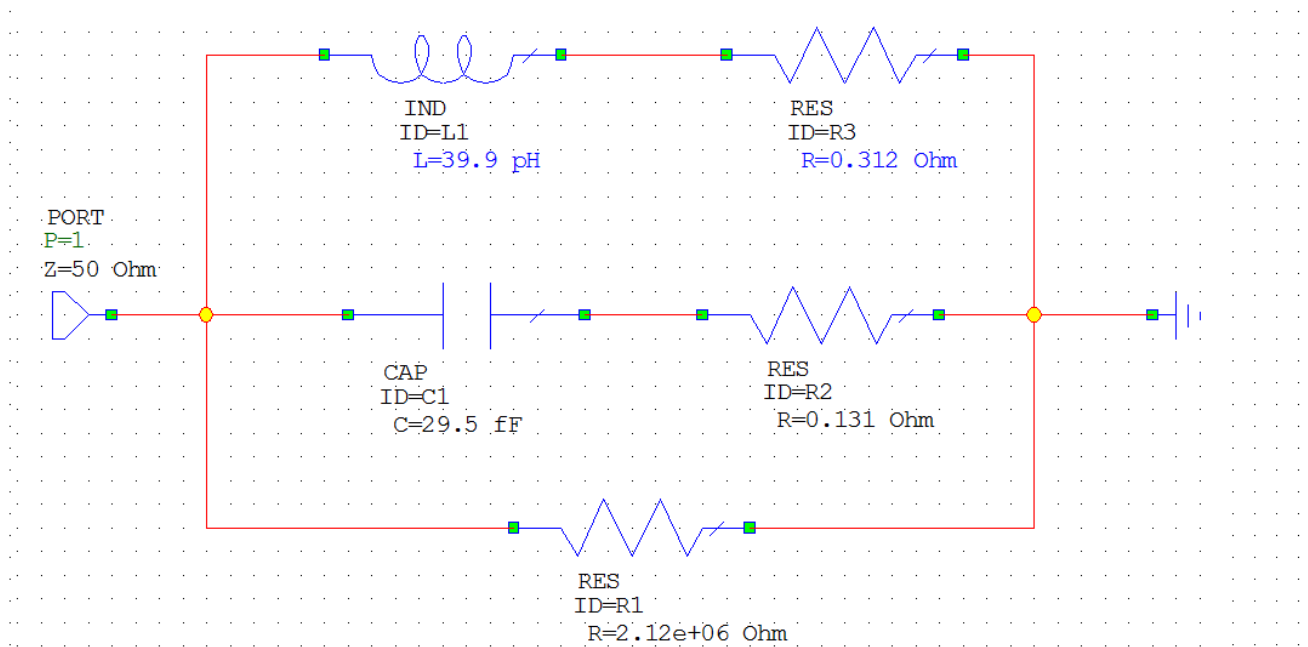 IND
ID=L1
L=39.9 pH
RES
ID=R3
R=0.312 Ohm
PORT
P=1
Z=50 Ohm
CAP
ID=C1
C=29.5 fF
RES
ID=R2
R=0.131 Ohm
RES
ID=R1
R=2.12e+06 Ohm